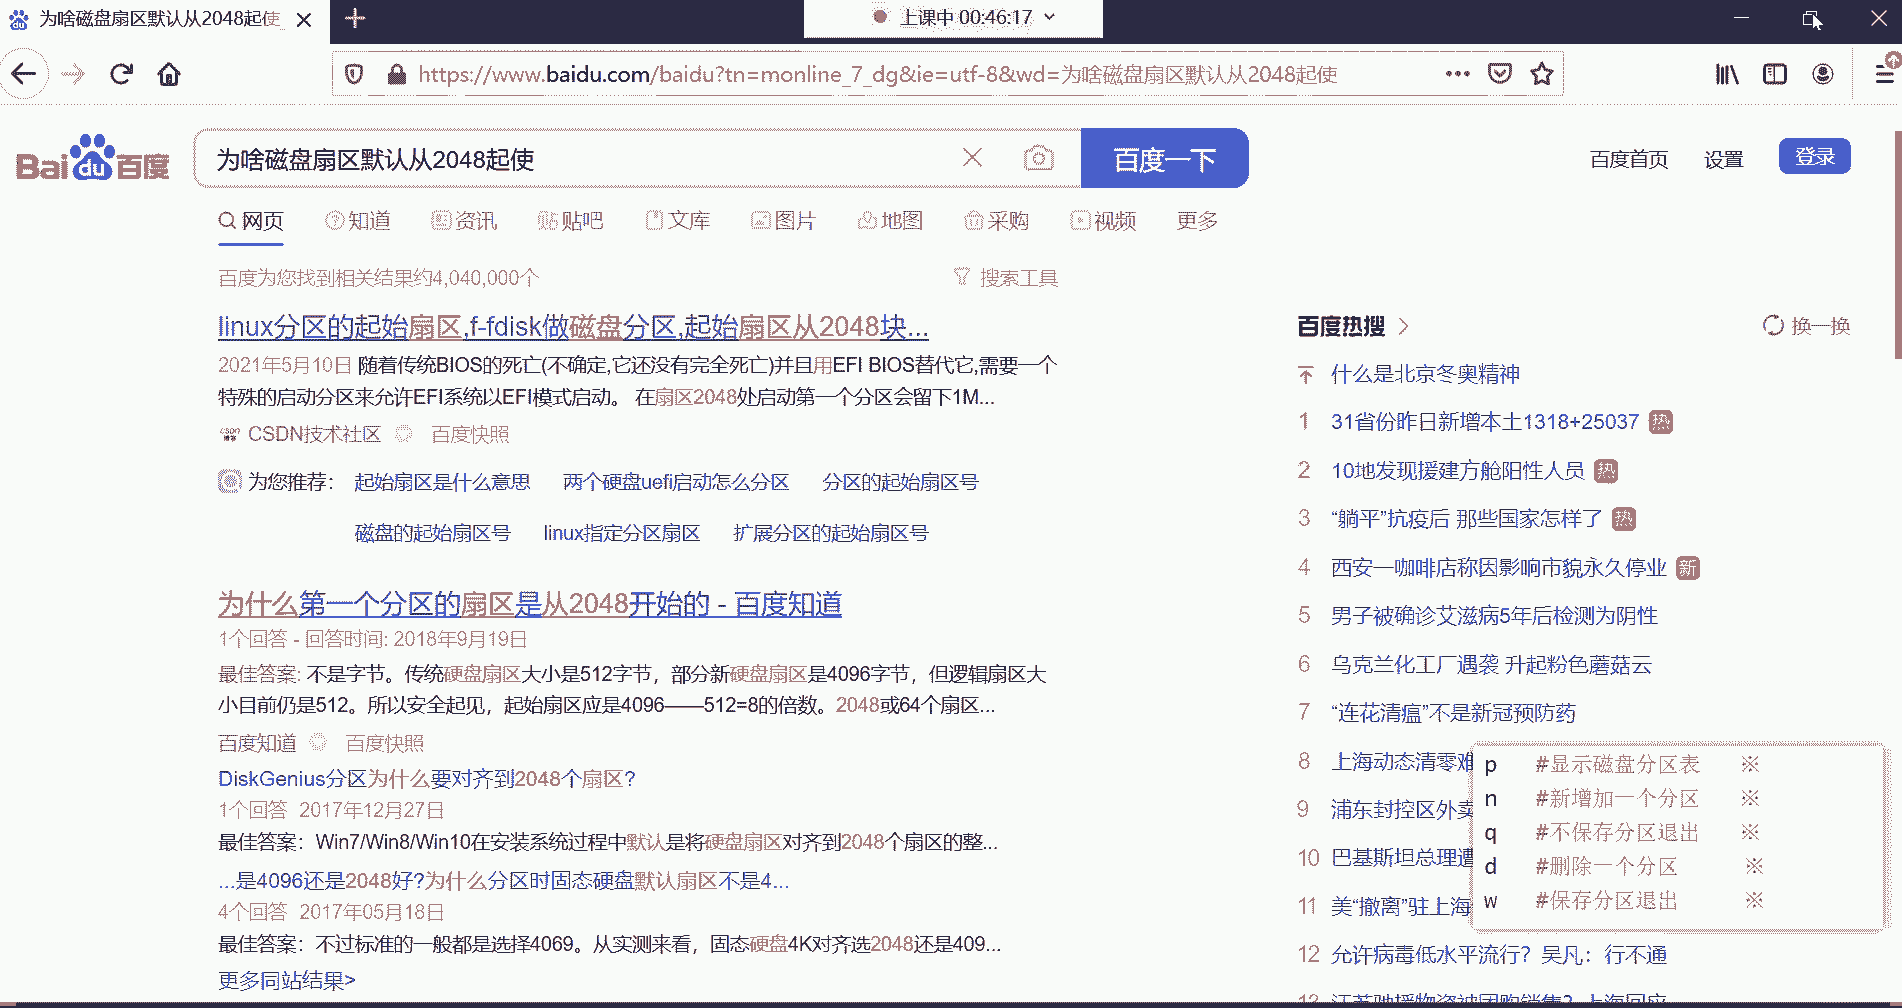 为啥磁盘扇区默认从2048起使
上课中 00:46:17
https://www.baidu.com/baidu?tn=monline_7_dg&ie=utf-8&wd=为啥磁盘扇区默认从2048起使
Bai du 百度
为啥磁盘扇区默认从2048起使
百度一下
百度首页 设置 登录
网页 知道 资讯 贴吧 文库 图片 地图 采购 视频 更多
百度为您找到相关结果约4,040,000个 搜索工具
linux分区的起始扇区,f-fdisk做磁盘分区,起始扇区从2048块...
2021年5月10日 随着传统BIOS的死亡(不确定,它还没有完全死亡)并且用EFI BIOS替代它,需要一个
特殊的启动分区来允许EFI系统以EFI模式启动。 在扇区2048处启动第一个分区会留下1M...
CSDN技术社区 百度快照
为您推荐: 起始扇区是什么意思 两个硬盘uefi启动怎么分区 分区的起始扇区号
磁盘的起始扇区号 linux指定分区扇区 扩展分区的起始扇区号
为什么第一个分区的扇区是从2048开始的 - 百度知道
1个回答 - 回答时间: 2018年9月19日
最佳答案: 不是字节。传统硬盘扇区大小是512字节，部分新硬盘扇区是4096字节，但逻辑扇区大
小目前仍是512。所以安全起见，起始扇区应是4096——512=8的倍数。2048或64个扇区...
百度知道 百度快照
DiskGenius分区为什么要对齐到2048个扇区?
1个回答 2017年12月27日
最佳答案：Win7/Win8/Win10在安装系统过程中默认是将硬盘扇区对齐到2048个扇区的整...
...是4096还是2048好?为什么分区时固态硬盘默认扇区不是4...
4个回答 2017年05月18日
最佳答案：不过标准的一般都是选择4069。从实测来看，固态硬盘4K对齐选2048还是409...
更多同站结果>
百度热搜 换一换
什么是北京冬奥精神
1 31省份昨日新增本土1318+25037 热
2 10地发现援建方舱阳性人员 热
3 “躺平”抗疫后 那些国家怎样了 热
4 西安一咖啡店称因影响市貌永久停业 新
5 男子被确诊艾滋病5年后检测为阴性
6 乌克兰化工厂遇袭 升起粉色蘑菇云
7 “连花清瘟”不是新冠预防药
8 上海动态清零难
9 浦东封控区外卖
10 巴基斯坦总理遭
11 美“撤离”驻上海
12 允许病毒低水平流行？吴凡：行不通
p #显示磁盘分区表 ※
n #新增加一个分区 ※
q #不保存分区退出 ※
d #删除一个分区 ※
w #保存分区退出 ※